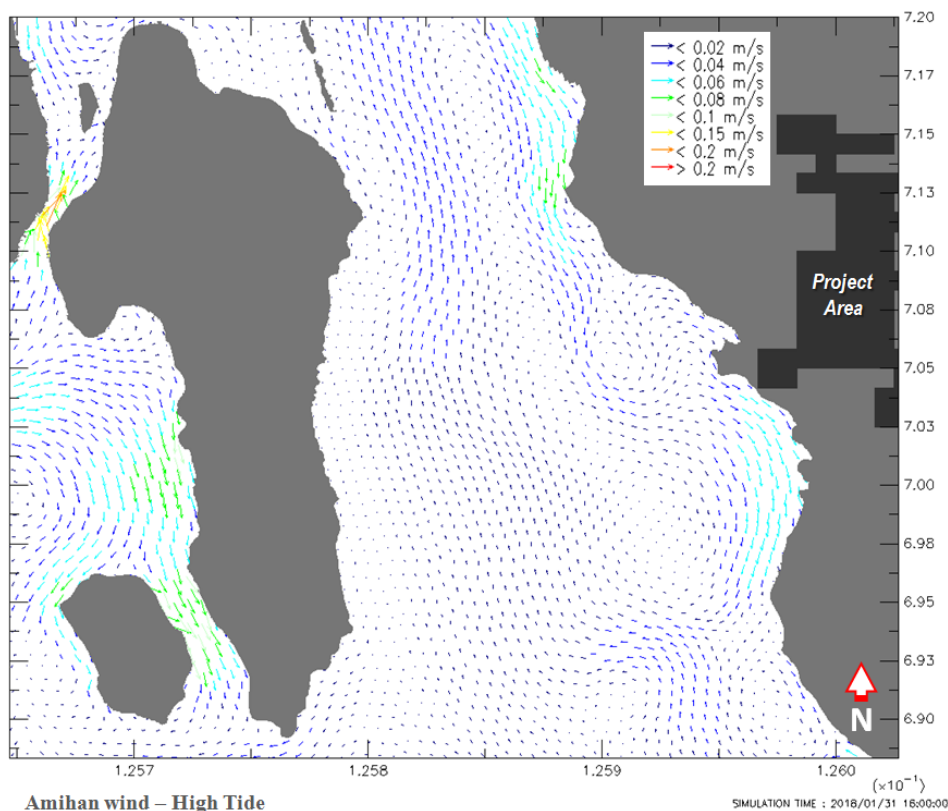 7.20
< 0.02 m/s
< 0.04 m/s
< 0.06 m/s
< 0.08 m/s
< 0.1 m/s
< 0.15 m/s
< 0.2 m/s
> 0.2 m/s
7.17
7.15
7.13
7.10
Project
Area
7.08
7.05
7.03
7.00
6.98
6.95
6.93
N
6.90
1.257
1.258
1.259
1.260
(×10⁻¹)
Amihan wind – High Tide
SIMULATION TIME : 2018/01/31 16:00:00